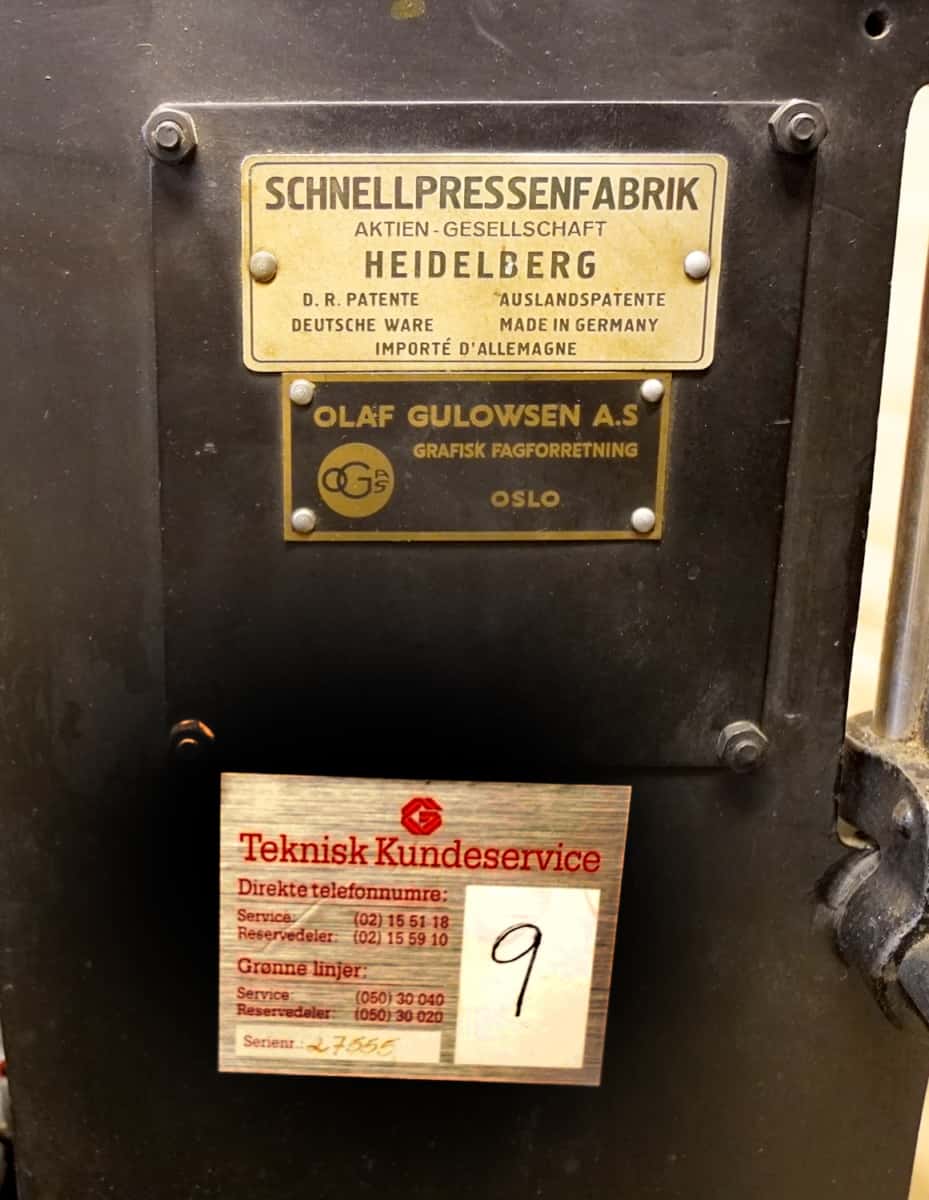 SCHNELLPRESSENFABRIK
AKTIEN-GESELLSCHAFT
HEIDELBERG
D. R. PATENTE AUSLANDSPATENTE
DEUTSCHE WARE MADE IN GERMANY
IMPORTÉ D'ALLEMAGNE
OLAF GULOWSEN A.S
GRAFISK FAGFORRETNING
OGAS
OSLO
Teknisk Kundeservice
Direkte telefonnumre:
Service: (02) 15 51 18
Reservedeler: (02) 15 59 10
9
Grønne linjer:
Service: (050) 30 040
Reservedeler: (050) 30 020
Serienr.: 27555